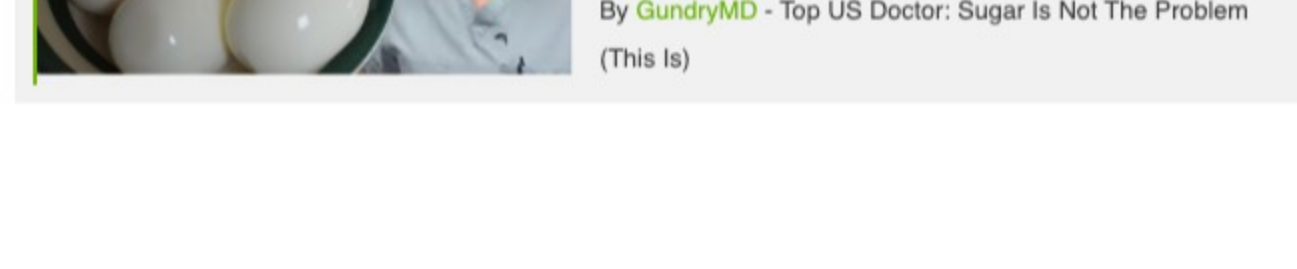 By GundryMD - Top US Doctor: Sugar Is Not The Problem
(This Is)